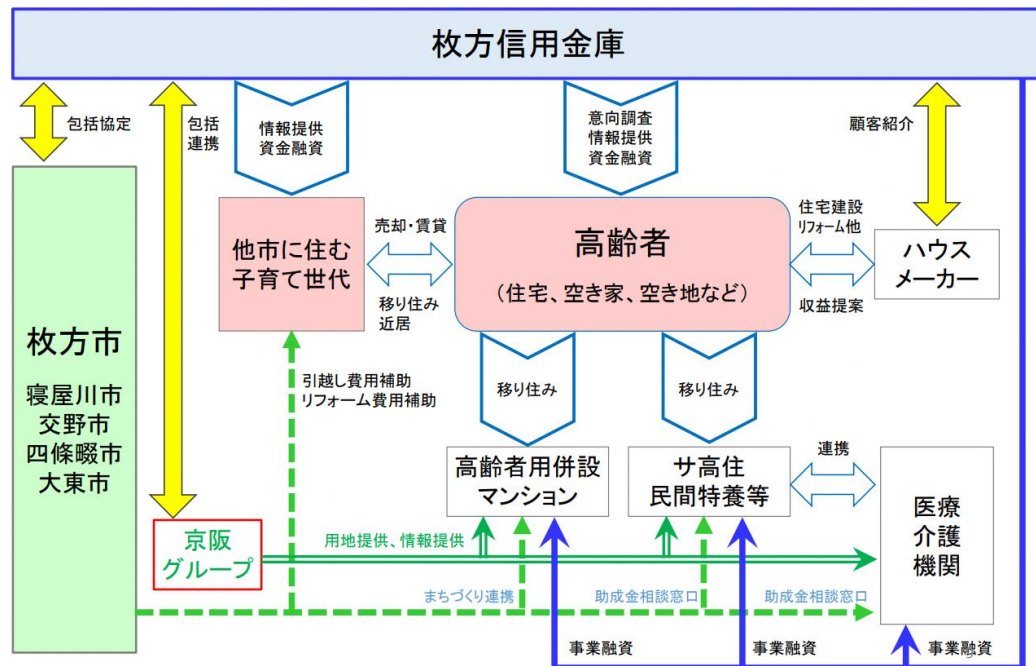 枚方信用金庫
包括協定
包括
連携
情報提供
資金融資
意向調査
情報提供
資金融資
顧客紹介
他市に住む
子育て世代
売却・賃貸
移り住み
近居
高齢者
（住宅、空き家、空き地など）
住宅建設
リフォーム他
収益提案
ハウス
メーカー
枚方市
寝屋川市
交野市
四條畷市
大東市
引越し費用補助
リフォーム費用補助
移り住み
移り住み
高齢者用併設
マンション
サ高住
民間特養等
連携
医療
介護
機関
京阪
グループ
用地提供、情報提供
まちづくり連携
助成金相談窓口
助成金相談窓口
事業融資
事業融資
事業融資